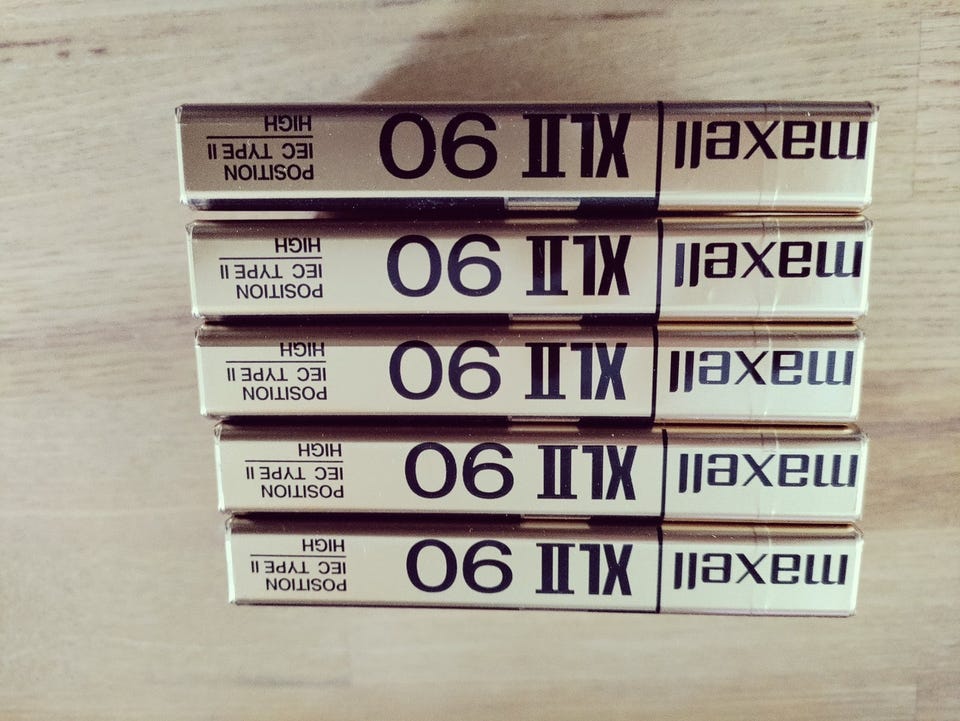 maxell
XLII 90
POSITION
IEC TYPE II
HIGH
maxell
XLII 90
POSITION
IEC TYPE II
HIGH
maxell
XLII 90
POSITION
IEC TYPE II
HIGH
maxell
XLII 90
POSITION
IEC TYPE II
HIGH
maxell
XLII 90
POSITION
IEC TYPE II
HIGH